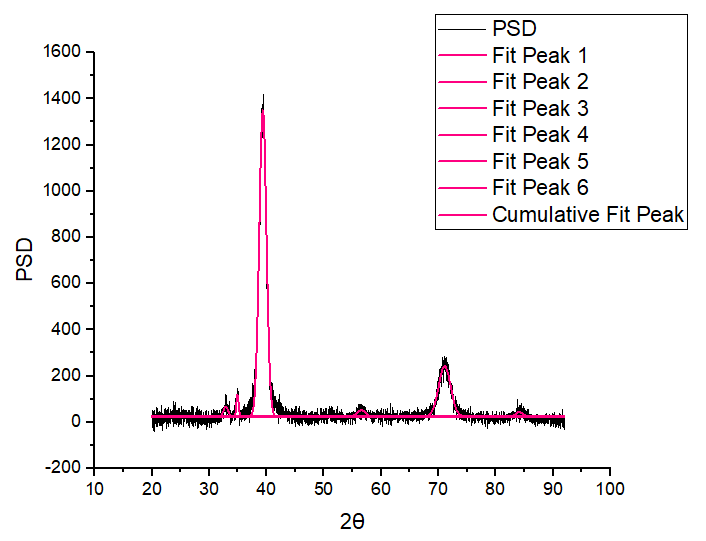 PSD
Fit Peak 1
Fit Peak 2
Fit Peak 3
Fit Peak 4
Fit Peak 5
Fit Peak 6
Cumulative Fit Peak
1600
1400
1200
1000
800
600
400
200
0
-200
PSD
10 20 30 40 50 60 70 80 90 100
2θ